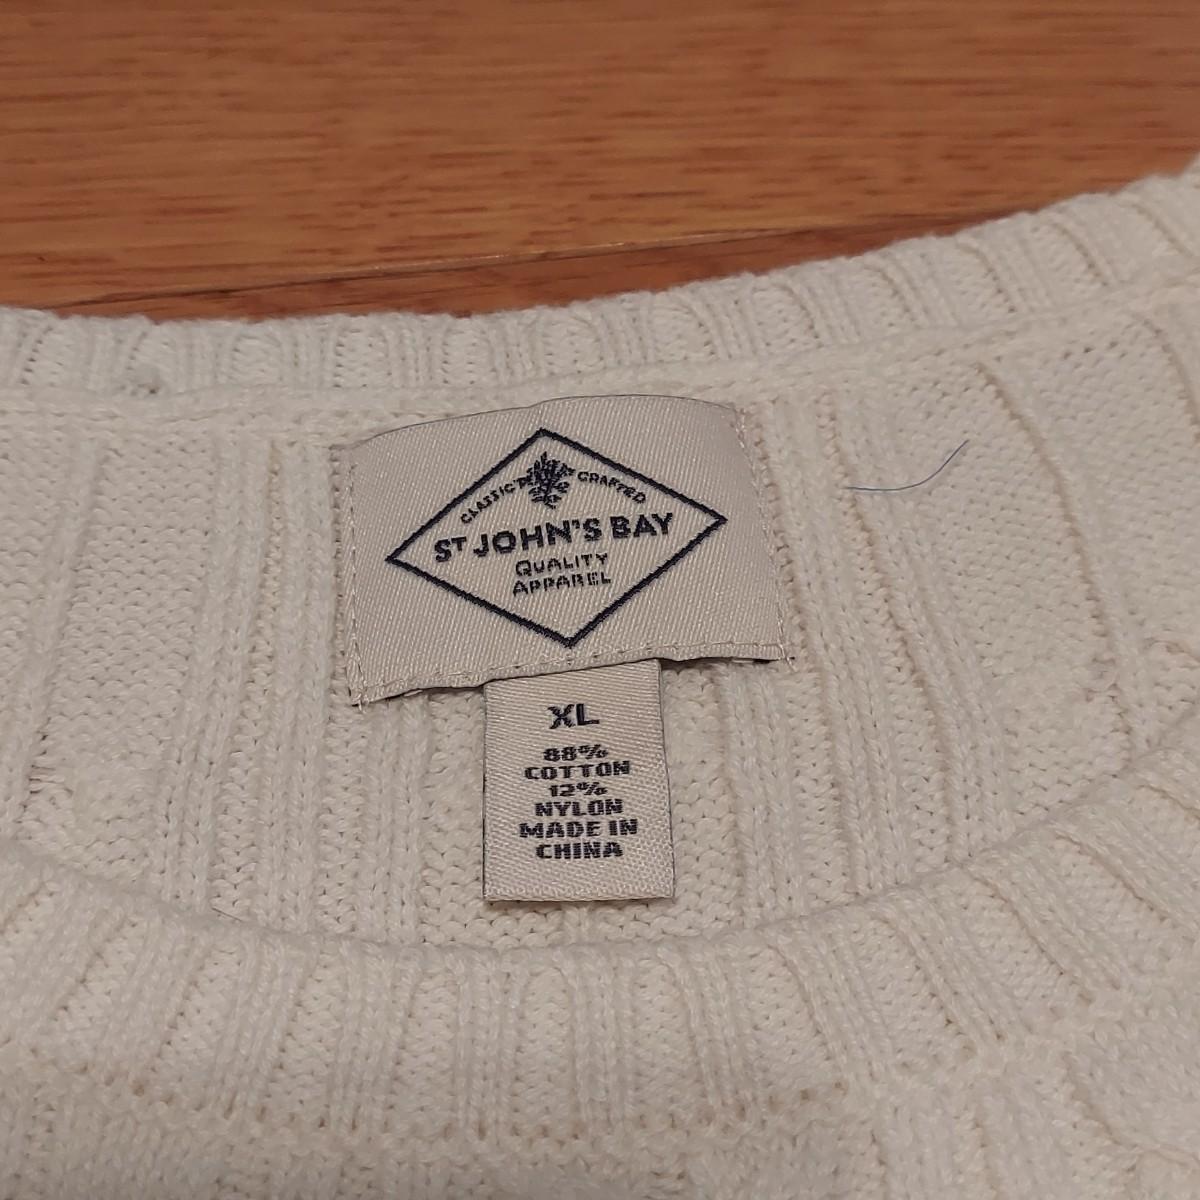 CLASSIC CRAFTED
ST JOHN'S BAY
QUALITY
APPAREL
XL
88%
COTTON
12%
NYLON
MADE IN
CHINA